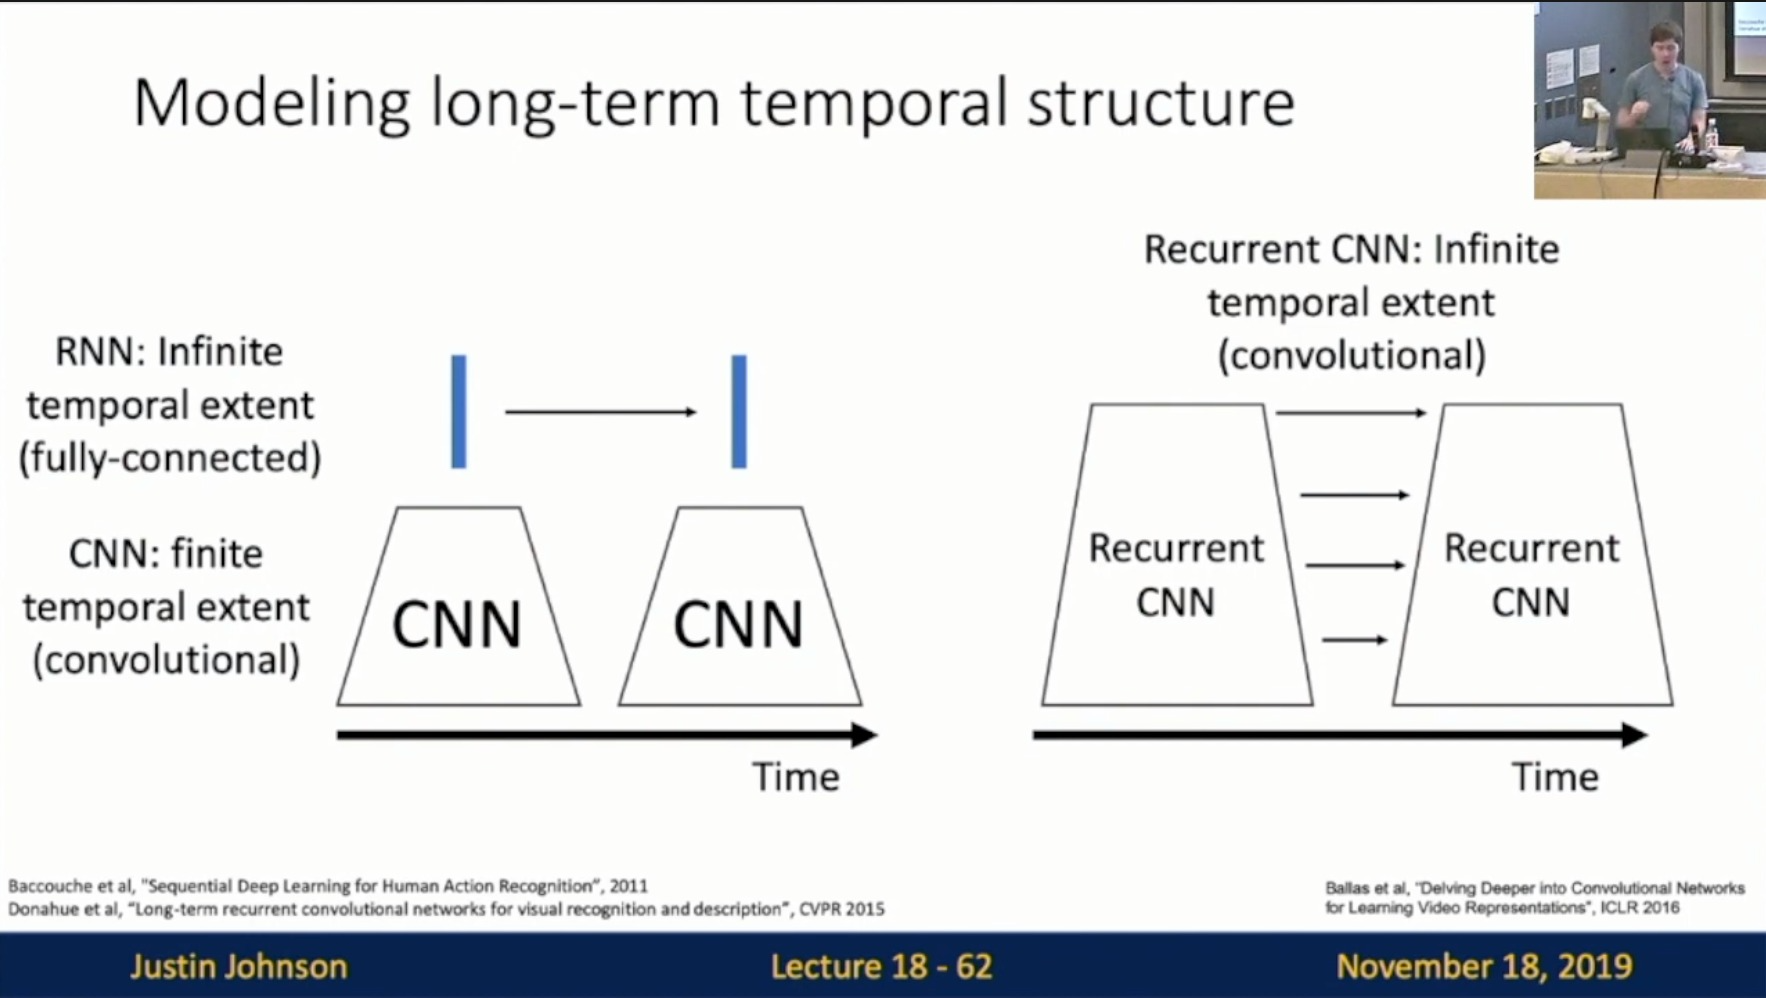 Modeling long-term temporal structure
RNN: Infinite
temporal extent
(fully-connected)
CNN: finite
temporal extent
(convolutional)
CNN
CNN
Time
Recurrent CNN: Infinite
temporal extent
(convolutional)
Recurrent
CNN
Recurrent
CNN
Time
Baccouche et al, "Sequential Deep Learning for Human Action Recognition", 2011
Donahue et al, "Long-term recurrent convolutional networks for visual recognition and description", CVPR 2015
Ballas et al, "Delving Deeper into Convolutional Networks
for Learning Video Representations", ICLR 2016
Justin Johnson
Lecture 18 - 62
November 18, 2019